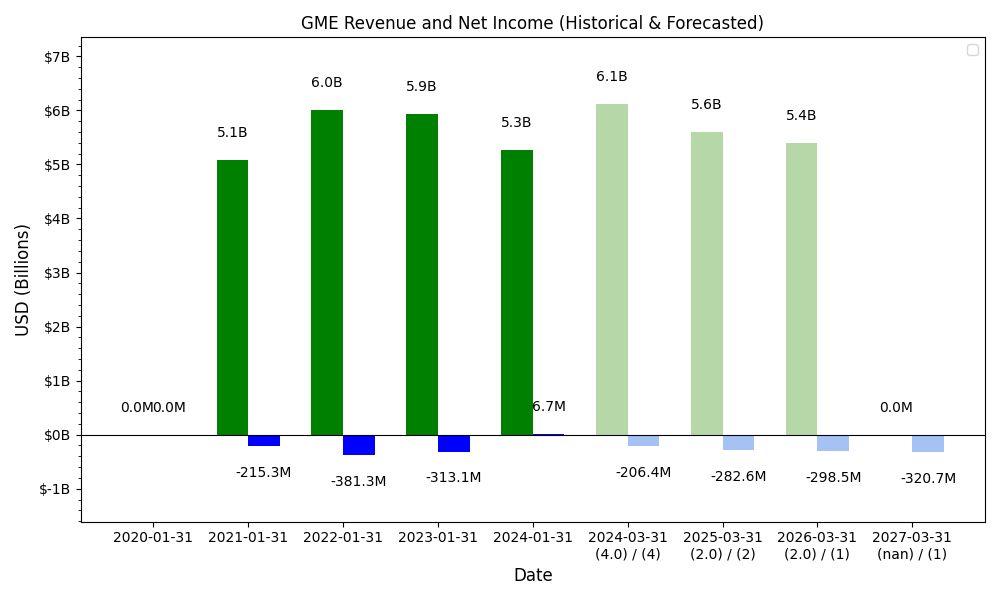 GME Revenue and Net Income (Historical & Forecasted)
$7B
$6B
$5B
$4B
$3B
$2B
$1B
$0B
$-1B
USD (Billions)
0.0M
0.0M
5.1B
-215.3M
6.0B
-381.3M
5.9B
-313.1M
5.3B
6.7M
6.1B
-206.4M
5.6B
-282.6M
5.4B
-298.5M
0.0M
-320.7M
2020-01-31
2021-01-31
2022-01-31
2023-01-31
2024-01-31
2024-03-31
(4.0) / (4)
2025-03-31
(2.0) / (2)
2026-03-31
(2.0) / (1)
2027-03-31
(nan) / (1)
Date